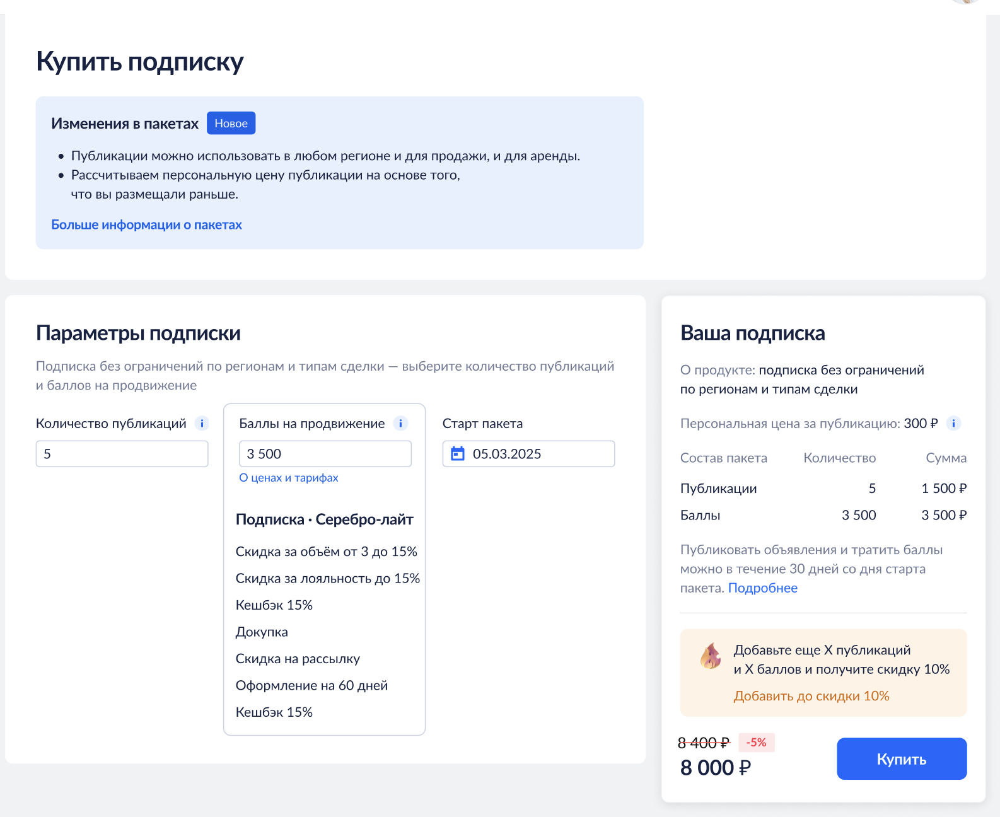 Купить подписку
Изменения в пакетах Новое
• Публикации можно использовать в любом регионе и для продажи, и для аренды.
• Рассчитываем персональную цену публикации на основе того,
что вы размещали раньше.
Больше информации о пакетах
Параметры подписки
Подписка без ограничений по регионам и типам сделки — выберите количество публикаций
и баллов на продвижение
Количество публикаций i
5
Баллы на продвижение i
3 500
О ценах и тарифах
Подписка · Серебро-лайт
Скидка за объём от 3 до 15%
Скидка за лояльность до 15%
Кешбэк 15%
Докупка
Скидка на рассылку
Оформление на 60 дней
Кешбэк 15%
Старт пакета
05.03.2025
Ваша подписка
О продукте: подписка без ограничений
по регионам и типам сделки
Персональная цена за публикацию: 300 ₽ i
Состав пакета Количество Сумма
Публикации 5 1 500 ₽
Баллы 3 500 3 500 ₽
Публиковать объявления и тратить баллы
можно в течение 30 дней со дня старта
пакета. Подробнее
Добавьте еще X публикаций
и X баллов и получите скидку 10%
Добавить до скидки 10%
8 400 ₽ -5%
8 000 ₽
Купить